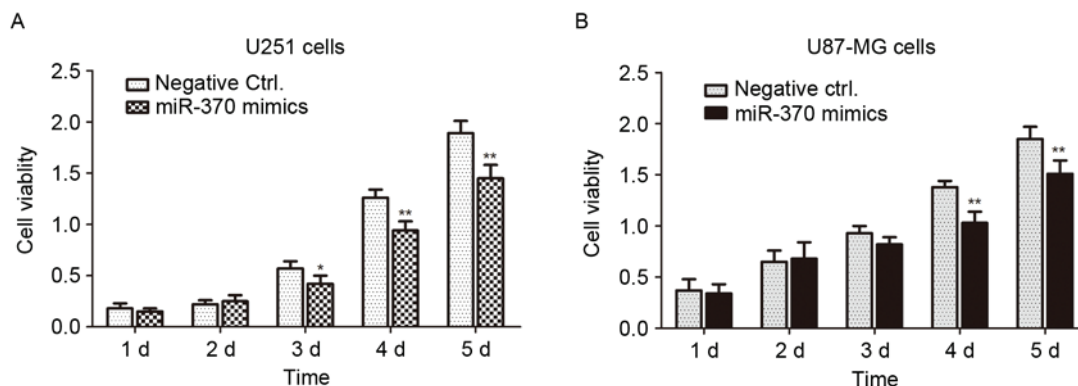 A
U251 cells
Negative Ctrl.
miR-370 mimics
2.5
2.0
1.5
1.0
0.5
0.0
Cell viablity
*
**
**
1 d 2 d 3 d 4 d 5 d
Time
B
U87-MG cells
Negative ctrl.
miR-370 mimics
2.5
2.0
1.5
1.0
0.5
0.0
Cell viablity
**
**
1 d 2 d 3 d 4 d 5 d
Time